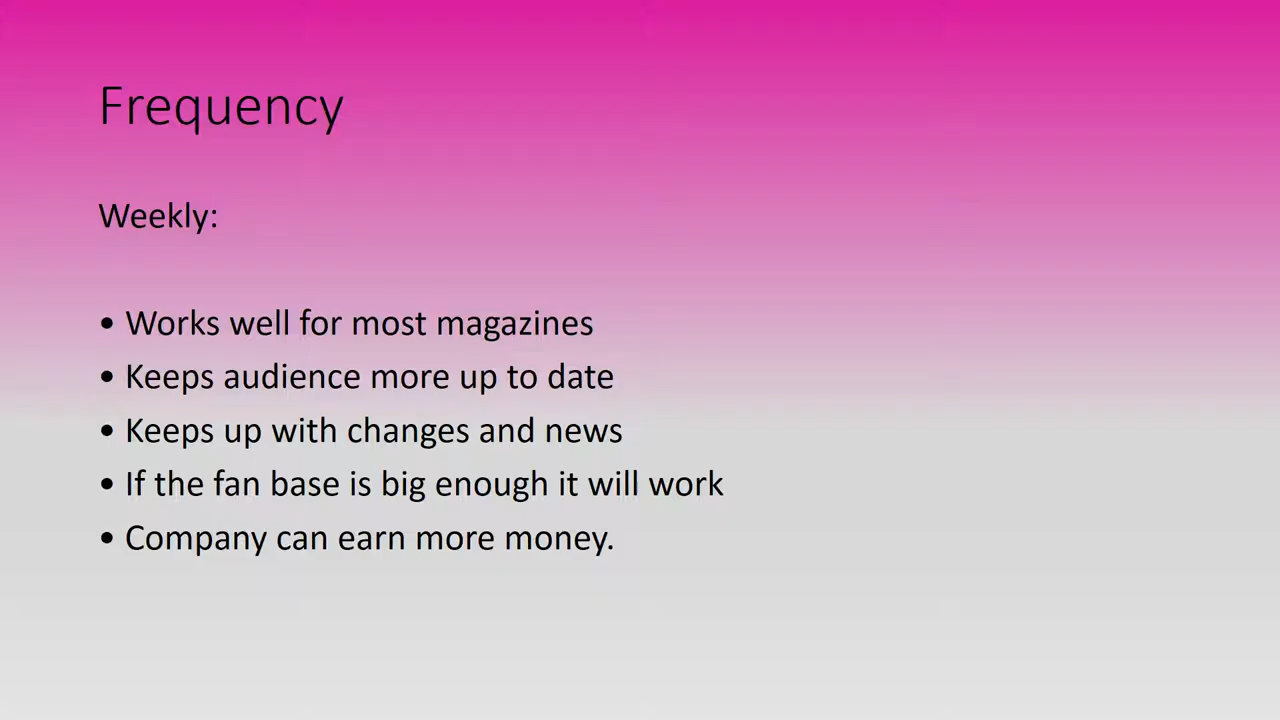 Frequency
Weekly:
• Works well for most magazines
• Keeps audience more up to date
• Keeps up with changes and news
• If the fan base is big enough it will work
• Company can earn more money.